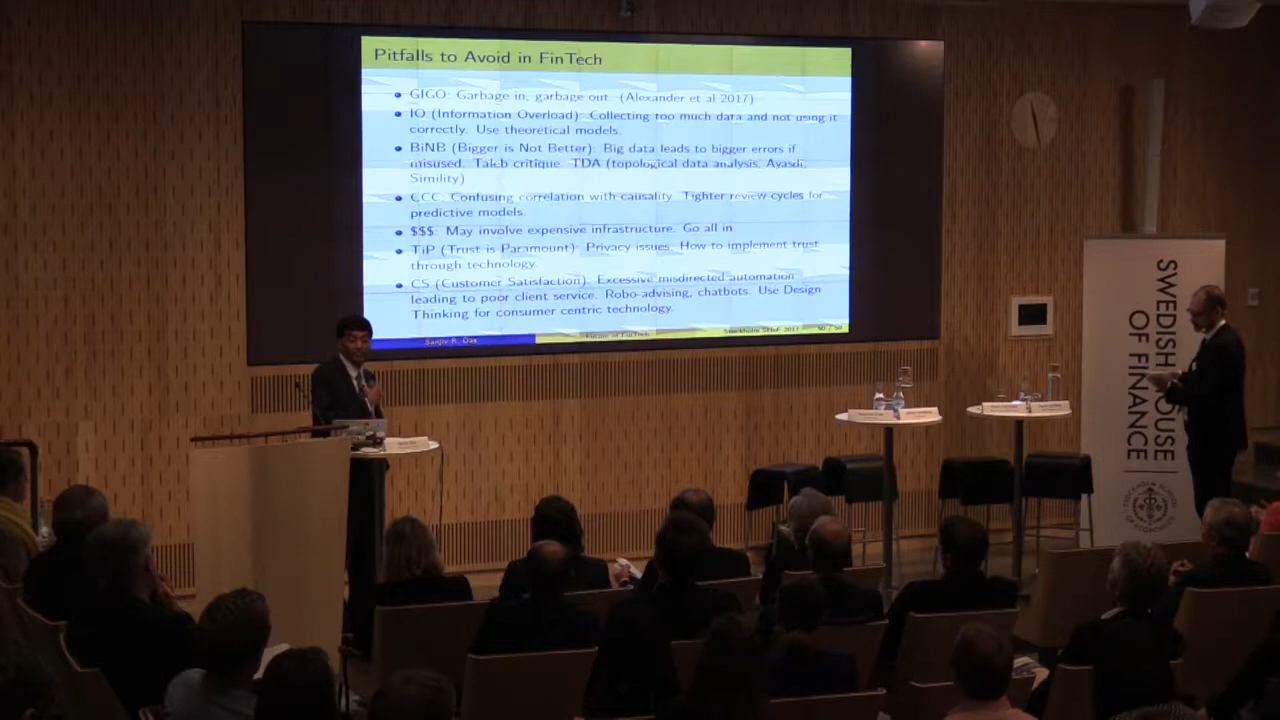 Pitfalls to Avoid in FinTech
GIGO: Garbage in, garbage out. (Alexander et al 2017)
IO (Information Overload): Collecting too much data and not using it
correctly. Use theoretical models.
BiNB (Bigger is Not Better): Big data leads to bigger errors if
misused. Taleb critique. TDA (topological data analysis, Ayasdi,
Simility)
CCC: Confusing correlation with causality. Tighter review cycles for
predictive models.
$$$: May involve expensive infrastructure. Go all in.
TiP (Trust is Paramount): Privacy issues. How to implement trust
through technology.
CS (Customer Satisfaction): Excessive misdirected automation
leading to poor client service. Robo-advising, chatbots. Use Design
Thinking for consumer centric technology.
Sanjiv R. Das
Future of FinTech
Stockholm SHoF 2017
SWEDISH HOUSE
OF FINANCE
STOCKHOLM SCHOOL
OF ECONOMICS